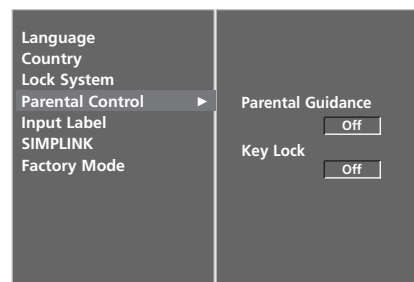 Language
Country
Lock System
Parental Control ►
Input Label
SIMPLINK
Factory Mode
Parental Guidance
Off
Key Lock
Off